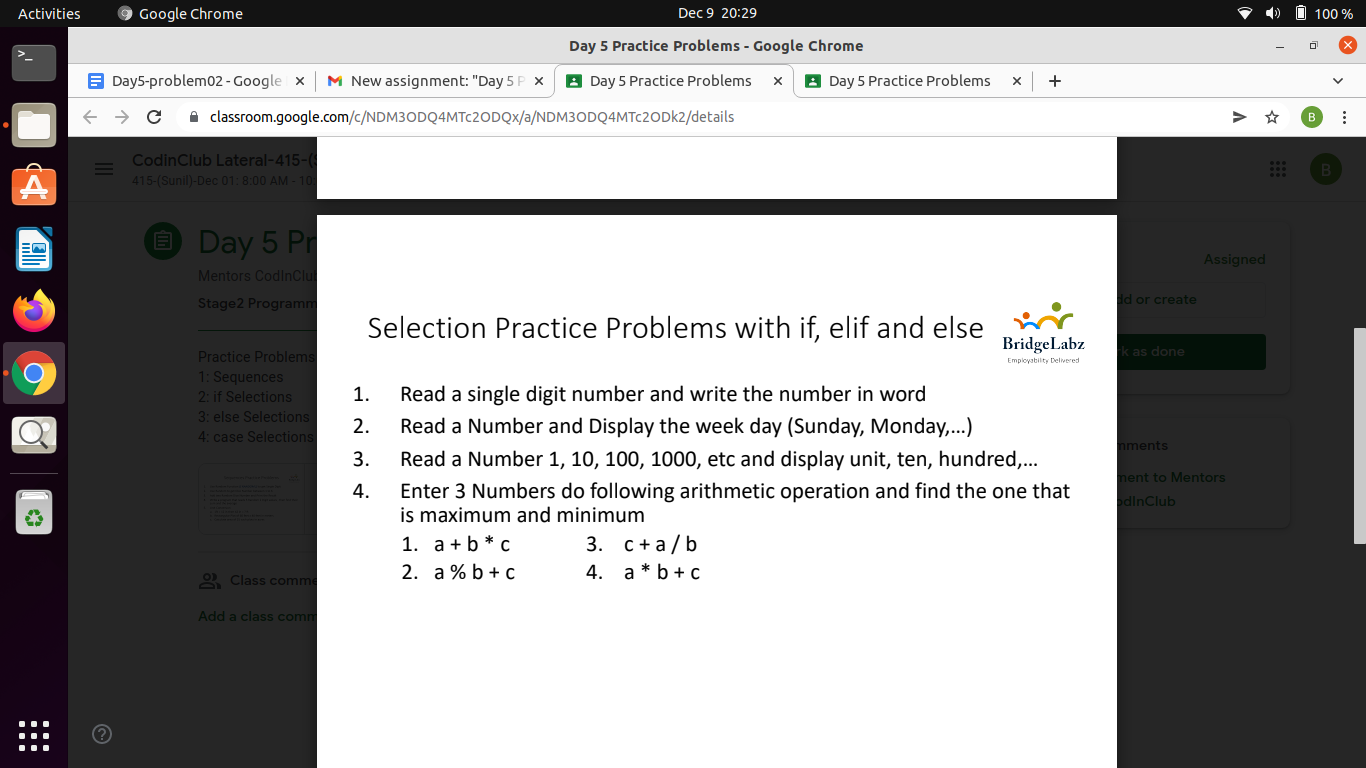 Activities
Google Chrome
Dec 9 20:29
100 %
Day 5 Practice Problems - Google Chrome
Day5-problem02 - Google
New assignment: "Day 5 P
Day 5 Practice Problems
Day 5 Practice Problems
classroom.google.com/c/NDM3ODQ4MTc2ODQx/a/NDM3ODQ4MTc2ODk2/details
B
CodinClub Lateral-415-(S
415-(Sunil)-Dec 01: 8:00 AM - 10.
B
Day 5 Pr
Mentors CodInClub
Stage2 Programm
Assigned
dd or create
rk as done
Practice Problems
1: Sequences
2: if Selections
3: else Selections
4: case Selections
mments
ment to Mentors
odInClub
Class comme
Add a class comm
Selection Practice Problems with if, elif and else
BridgeLabz
Employability Delivered
1. Read a single digit number and write the number in word
2. Read a Number and Display the week day (Sunday, Monday,...)
3. Read a Number 1, 10, 100, 1000, etc and display unit, ten, hundred,...
4. Enter 3 Numbers do following arithmetic operation and find the one that
is maximum and minimum
1. a + b * c 3. c + a / b
2. a % b + c 4. a * b + c